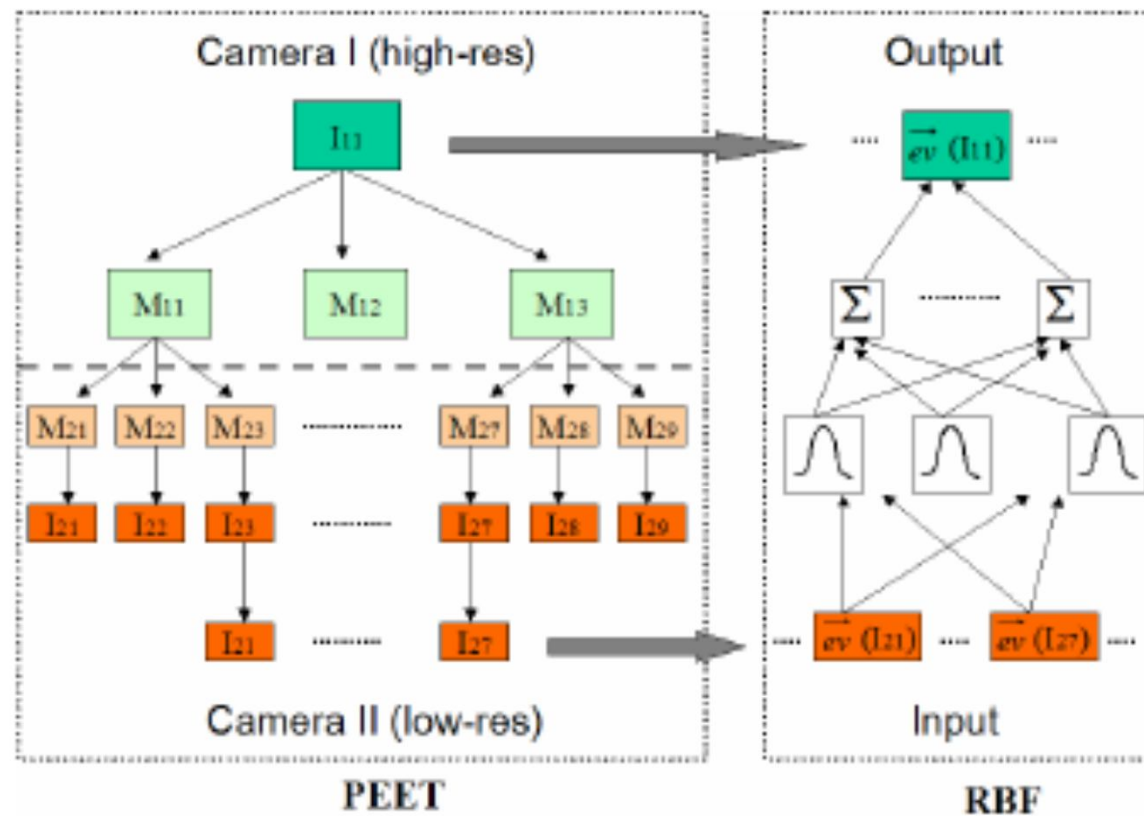 Camera I (high-res)
I11
M11 M12 M13
M21 M22 M23 ............ M27 M28 M29
I21 I22 I23 ............ I27 I28 I29
I21 ............ I27
Camera II (low-res)
PEET
Output
.... ev (I11) ....
Σ ............ Σ
.... ev (I21) .... ev (I27) ....
Input
RBF